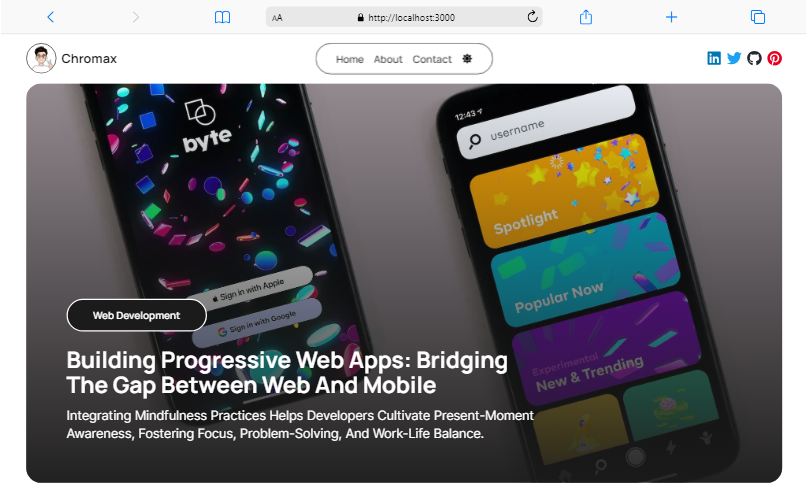 AA http://localhost:3000
Chromax
Home About Contact
12:43
byte
username
Spotlight
Popular Now
Sign in with Apple
Sign in with Google
Experimental
New & Trending
Web Development
Building Progressive Web Apps: Bridging
The Gap Between Web And Mobile
Integrating Mindfulness Practices Helps Developers Cultivate Present-Moment
Awareness, Fostering Focus, Problem-Solving, And Work-Life Balance.